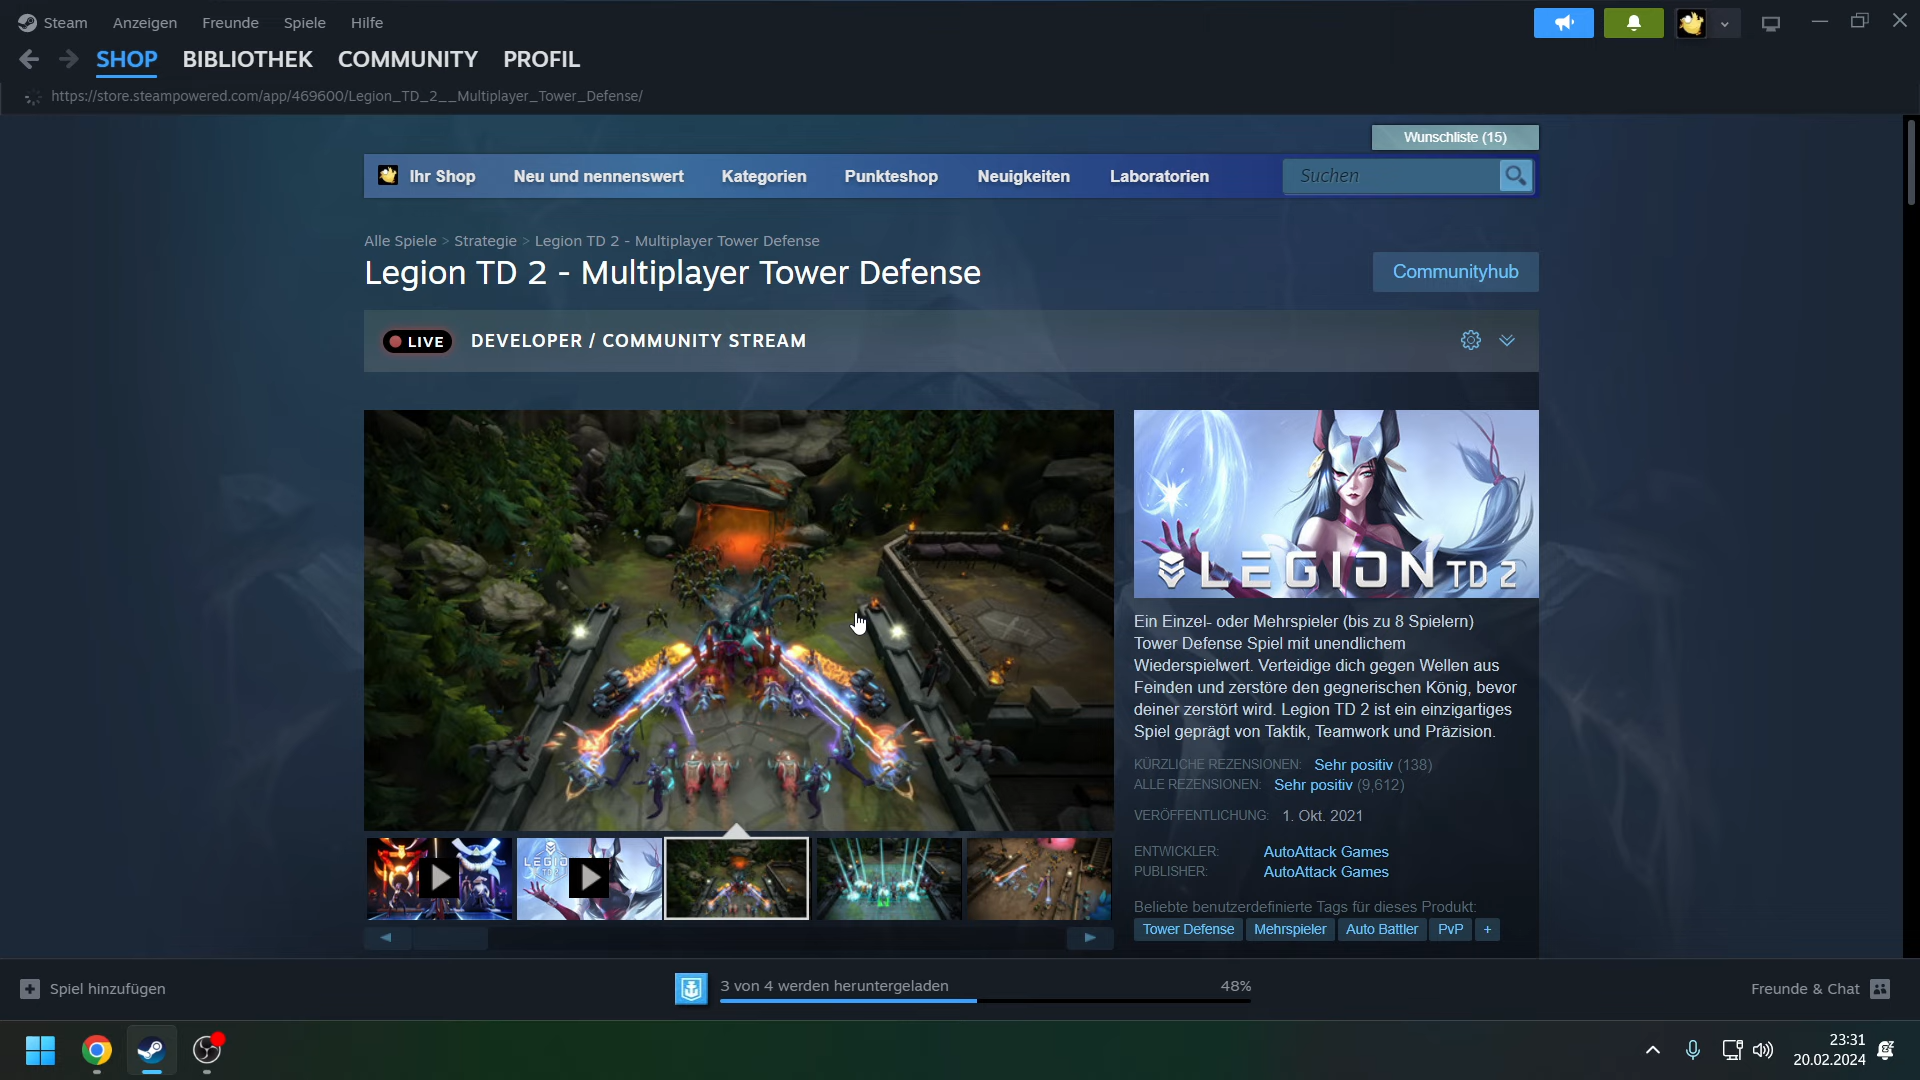 Steam Anzeigen Freunde Spiele Hilfe
SHOP BIBLIOTHEK COMMUNITY PROFIL
https://store.steampowered.com/app/469600/Legion_TD_2__Multiplayer_Tower_Defense/
Wunschliste (15)
Ihr Shop Neu und nennenswert Kategorien Punkteshop Neuigkeiten Laboratorien Suchen
Alle Spiele > Strategie > Legion TD 2 - Multiplayer Tower Defense
Legion TD 2 - Multiplayer Tower Defense
Communityhub
LIVE DEVELOPER / COMMUNITY STREAM
LEGION TD 2
Ein Einzel- oder Mehrspieler (bis zu 8 Spielern)
Tower Defense Spiel mit unendlichem
Wiederspielwert. Verteidige dich gegen Wellen aus
Feinden und zerstöre den gegnerischen König, bevor
deiner zerstört wird. Legion TD 2 ist ein einzigartiges
Spiel geprägt von Taktik, Teamwork und Präzision.
KÜRZLICHE REZENSIONEN: Sehr positiv (138)
ALLE REZENSIONEN: Sehr positiv (9,612)
VERÖFFENTLICHUNG: 1. Okt. 2021
ENTWICKLER: AutoAttack Games
PUBLISHER: AutoAttack Games
Beliebte benutzerdefinierte Tags für dieses Produkt:
Tower Defense Mehrspieler Auto Battler PvP +
Spiel hinzufügen
3 von 4 werden heruntergeladen 48%
Freunde & Chat
23:31
20.02.2024